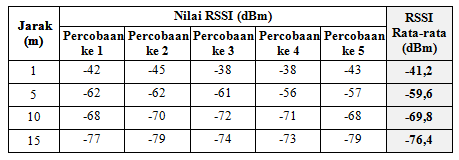 Jarak (m) Nilai RSSI (dBm) RSSI Rata-rata (dBm)
Percobaan ke 1 Percobaan ke 2 Percobaan ke 3 Percobaan ke 4 Percobaan ke 5
1 -42 -45 -38 -38 -43 -41,2
5 -62 -62 -61 -56 -57 -59,6
10 -68 -70 -72 -71 -68 -69,8
15 -77 -79 -74 -73 -79 -76,4